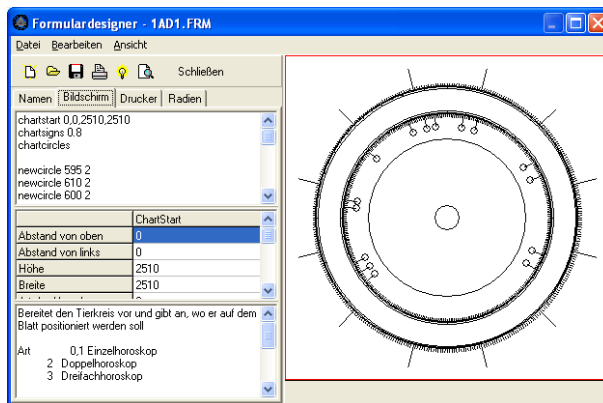 Formulardesigner - 1AD1.FRM
Datei Bearbeiten Ansicht
Schließen
Namen Bildschirm Drucker Radien
chartstart 0,0,2510,2510
chartsigns 0.8
chartcircles
newcircle 595 2
newcircle 610 2
newcircle 600 2
ChartStart
Abstand von oben 0
Abstand von links 0
Höhe 2510
Breite 2510
Bereitet den Tierkreis vor und gibt an, wo er auf dem
Blatt positioniert werden soll
Art 0,1 Einzelhoroskop
2 Doppelhoroskop
3 Dreifachhoroskop